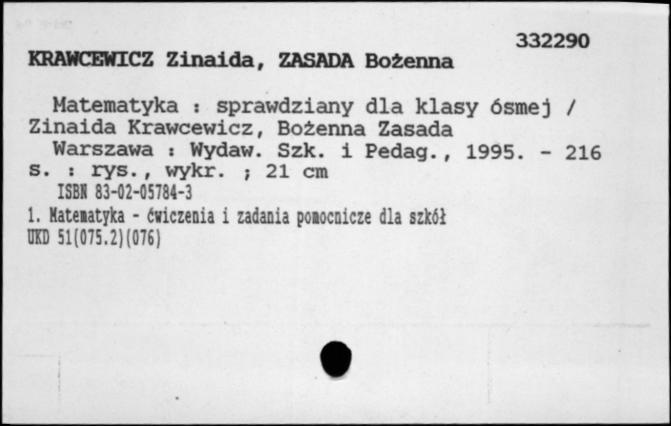 332290
KRAWCEWICZ Zinaida, ZASADA Bożenna
Matematyka : sprawdziany dla klasy ósmej /
Zinaida Krawcewicz, Bożenna Zasada
Warszawa : Wydaw. Szk. i Pedag., 1995. - 216
s. : rys., wykr. ; 21 cm
ISBN 83-02-05784-3
1. Matematyka - ćwiczenia i zadania pomocnicze dla szkół
UKD 51(075.2)(076)